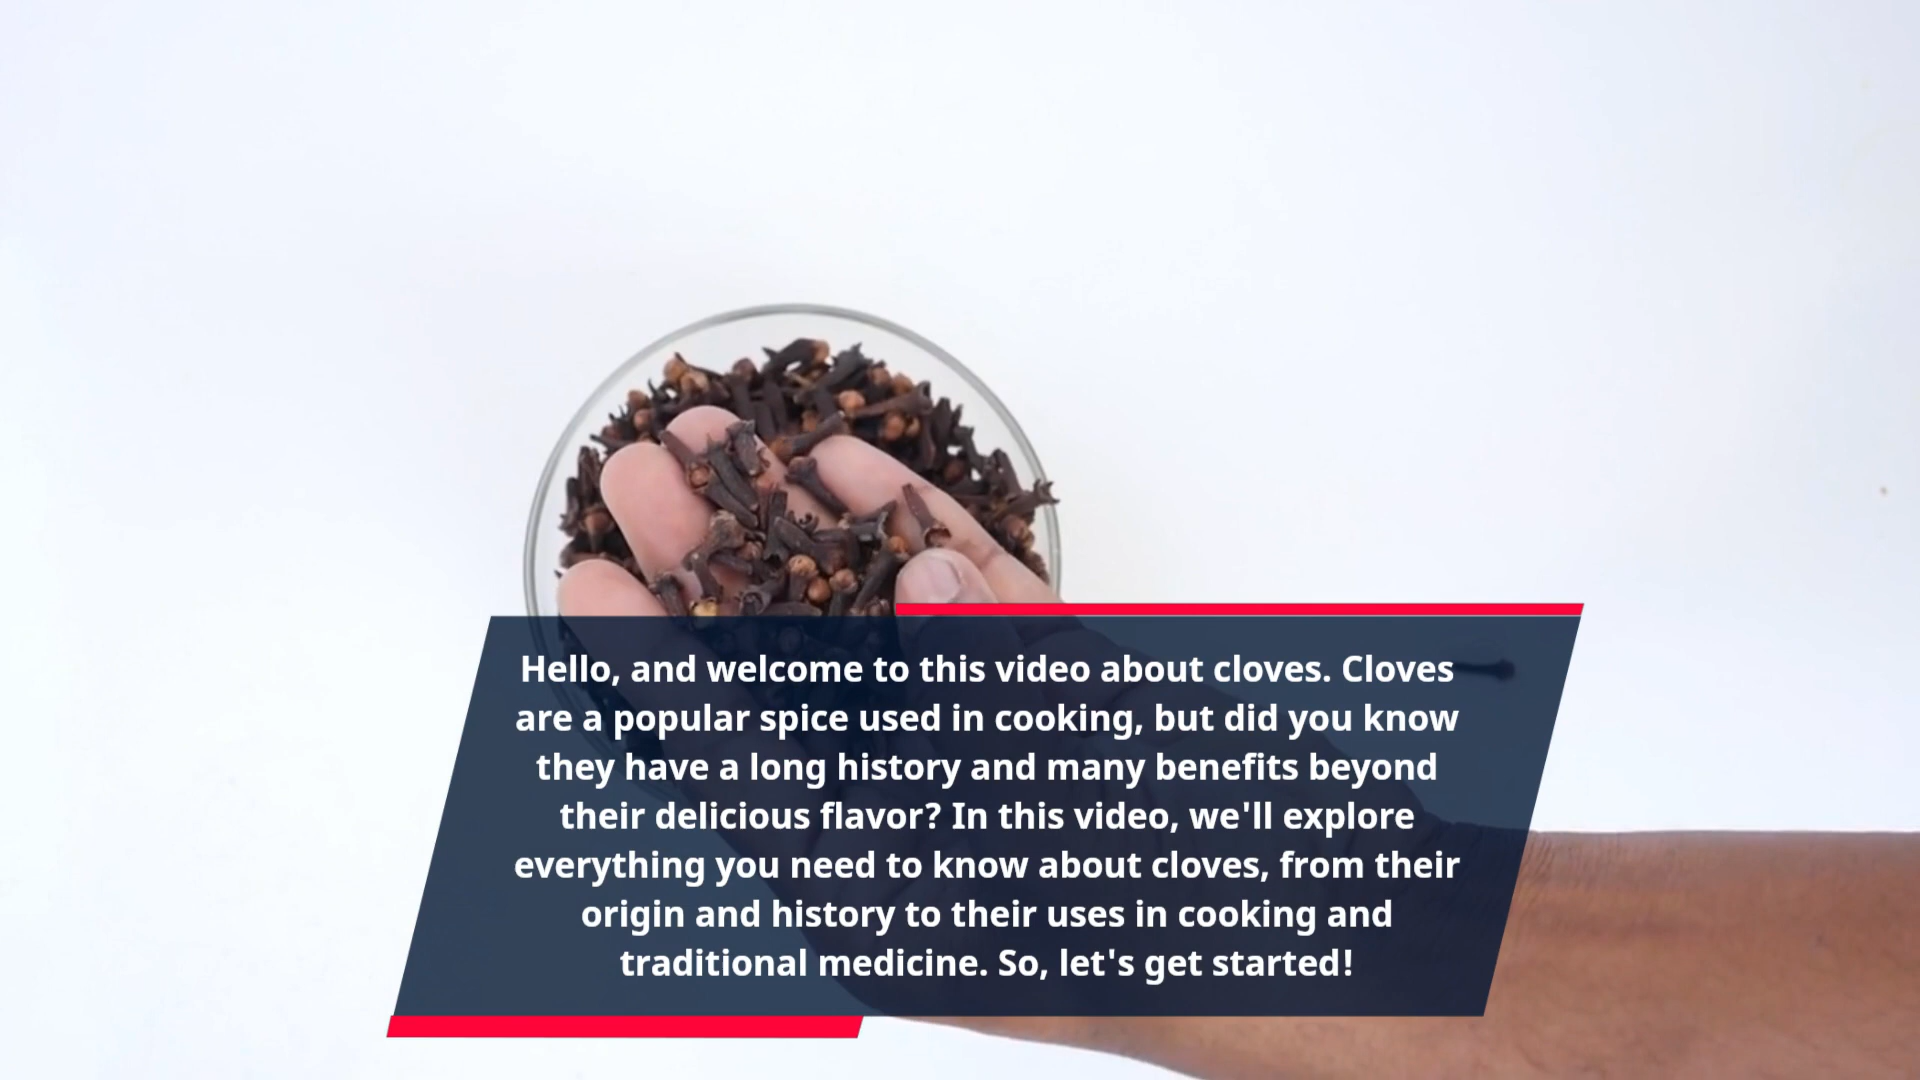 Hello, and welcome to this video about cloves. Cloves
are a popular spice used in cooking, but did you know
they have a long history and many benefits beyond
their delicious flavor? In this video, we'll explore
everything you need to know about cloves, from their
origin and history to their uses in cooking and
traditional medicine. So, let's get started!